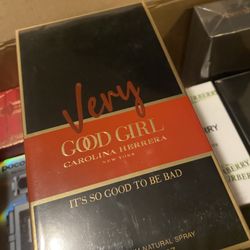 Very
GOOD GIRL
CAROLINA HERRERA
NEW YORK
IT'S SO GOOD TO BE BAD
NATURAL SPRAY